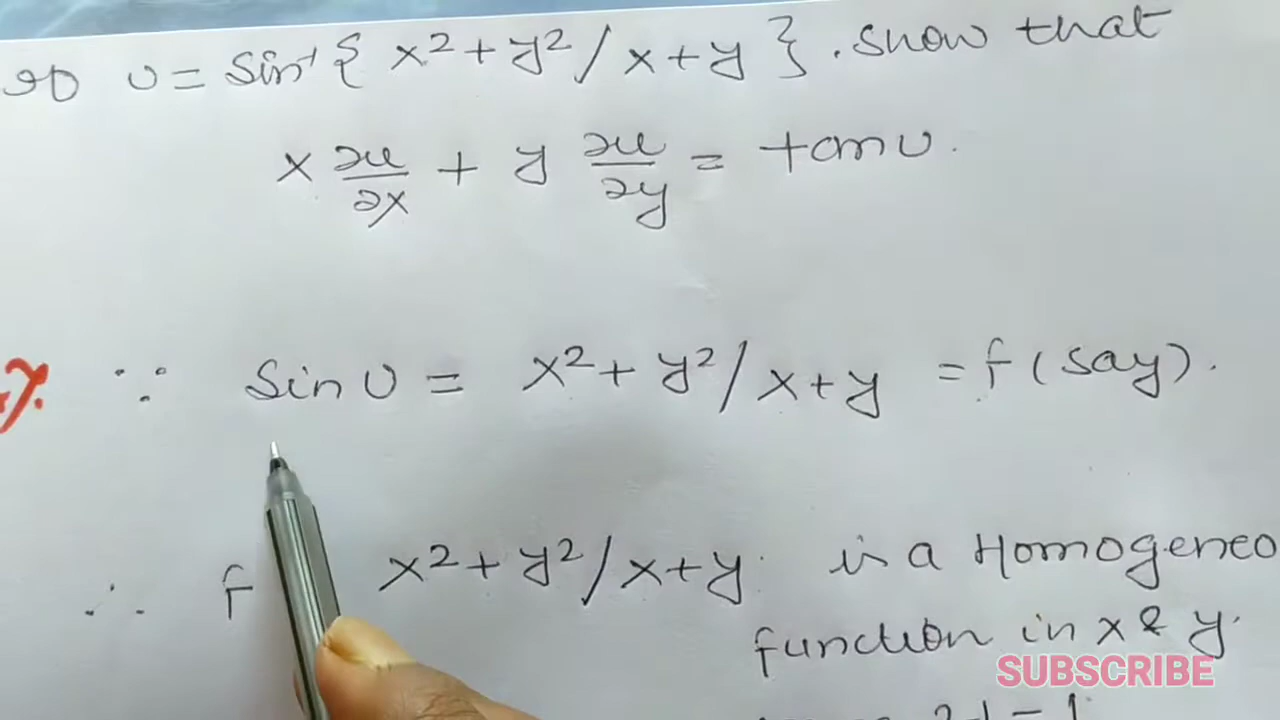 If u = Sin⁻¹ { x² + y² / x + y } . show that
x ∂u/∂x + y ∂u/∂y = tan u.
∵ Sin u = x² + y² / x + y = f (say).
∴ f x² + y² / x + y is a Homogeneo
function in x & y.
SUBSCRIBE